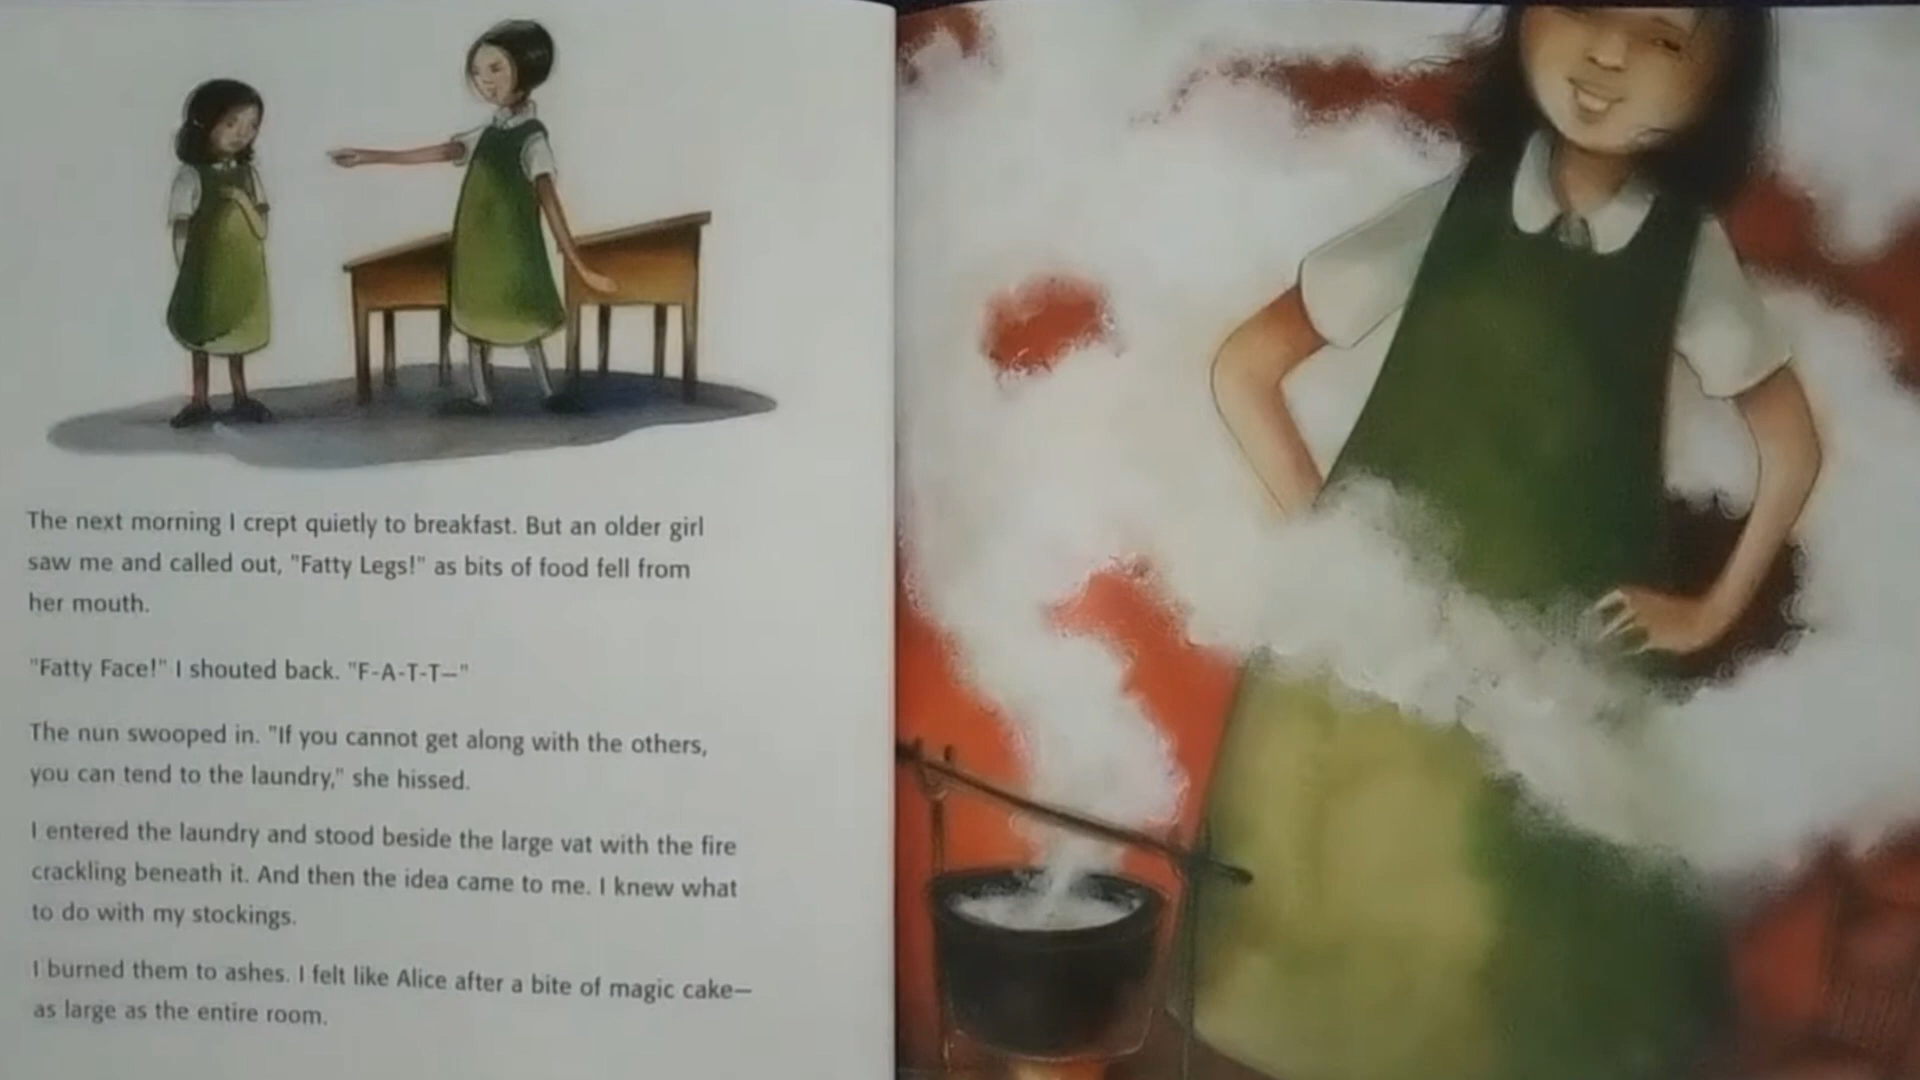 The next morning I crept quietly to breakfast. But an older girl
saw me and called out, "Fatty Legs!" as bits of food fell from
her mouth.
"Fatty Face!" I shouted back. "F-A-T-T—"
The nun swooped in. "If you cannot get along with the others,
you can tend to the laundry," she hissed.
I entered the laundry and stood beside the large vat with the fire
crackling beneath it. And then the idea came to me. I knew what
to do with my stockings.
I burned them to ashes. I felt like Alice after a bite of magic cake—
as large as the entire room.